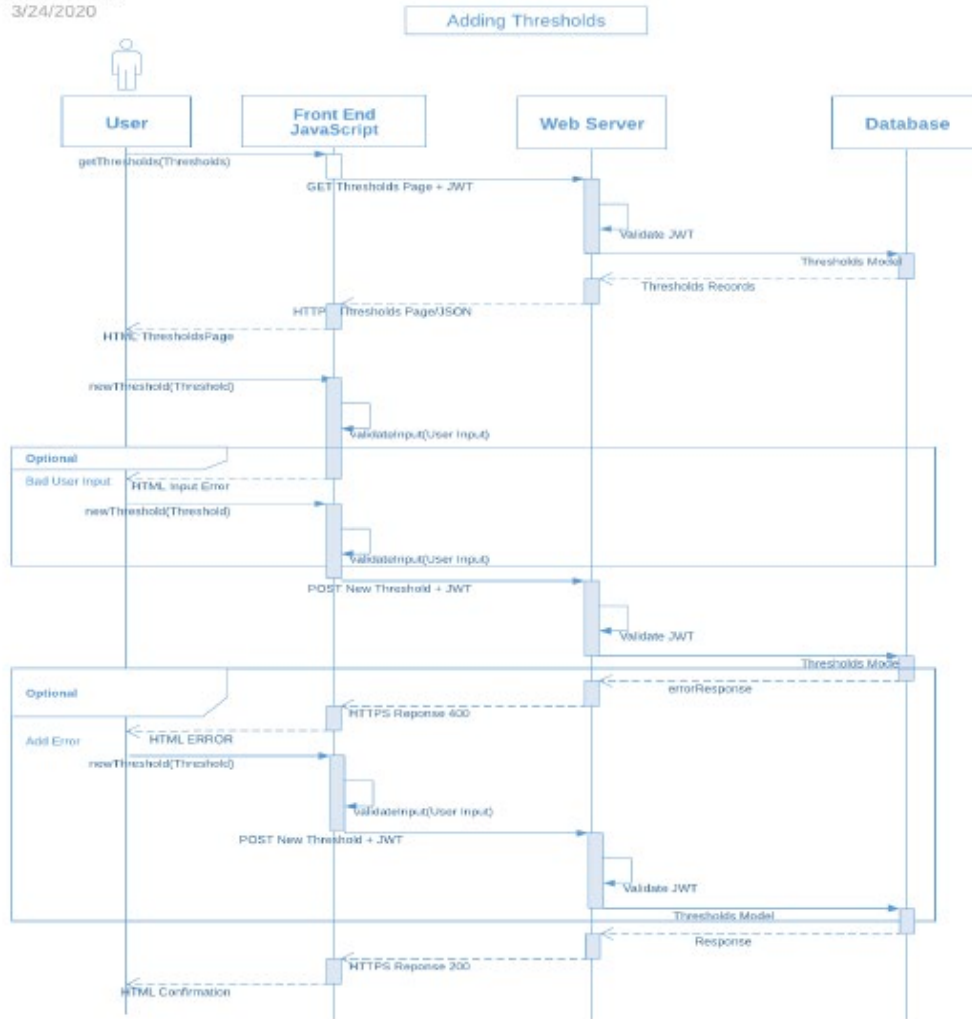 3/24/2020
Adding Thresholds
User
Front End
JavaScript
Web Server
Database
getThresholds(Thresholds)
GET Thresholds Page + JWT
Validate JWT
Thresholds Model
Thresholds Records
HTTP Thresholds Page/JSON
HTML ThresholdsPage
newThreshold(Threshold)
validateInput(User Input)
Optional
Bad User Input
HTML Input Error
newThreshold(Threshold)
validateInput(User Input)
POST New Threshold + JWT
Validate JWT
Thresholds Model
Optional
errorResponse
HTTPS Reponse 400
Add Error
HTML ERROR
newThreshold(Threshold)
validateInput(User Input)
POST New Threshold + JWT
Validate JWT
Thresholds Model
Response
HTTPS Reponse 200
HTML Confirmation